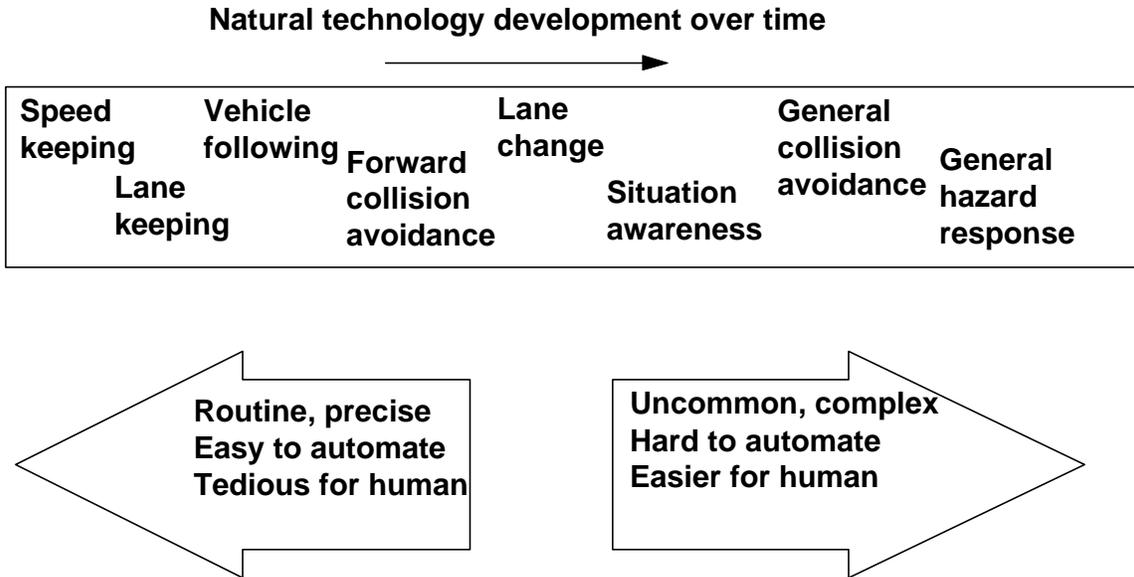 Natural technology development over time
Speed
keeping
Lane
keeping
Vehicle
following
Forward
collision
avoidance
Lane
change
Situation
awareness
General
collision
avoidance
General
hazard
response
Routine, precise
Easy to automate
Tedious for human
Uncommon, complex
Hard to automate
Easier for human